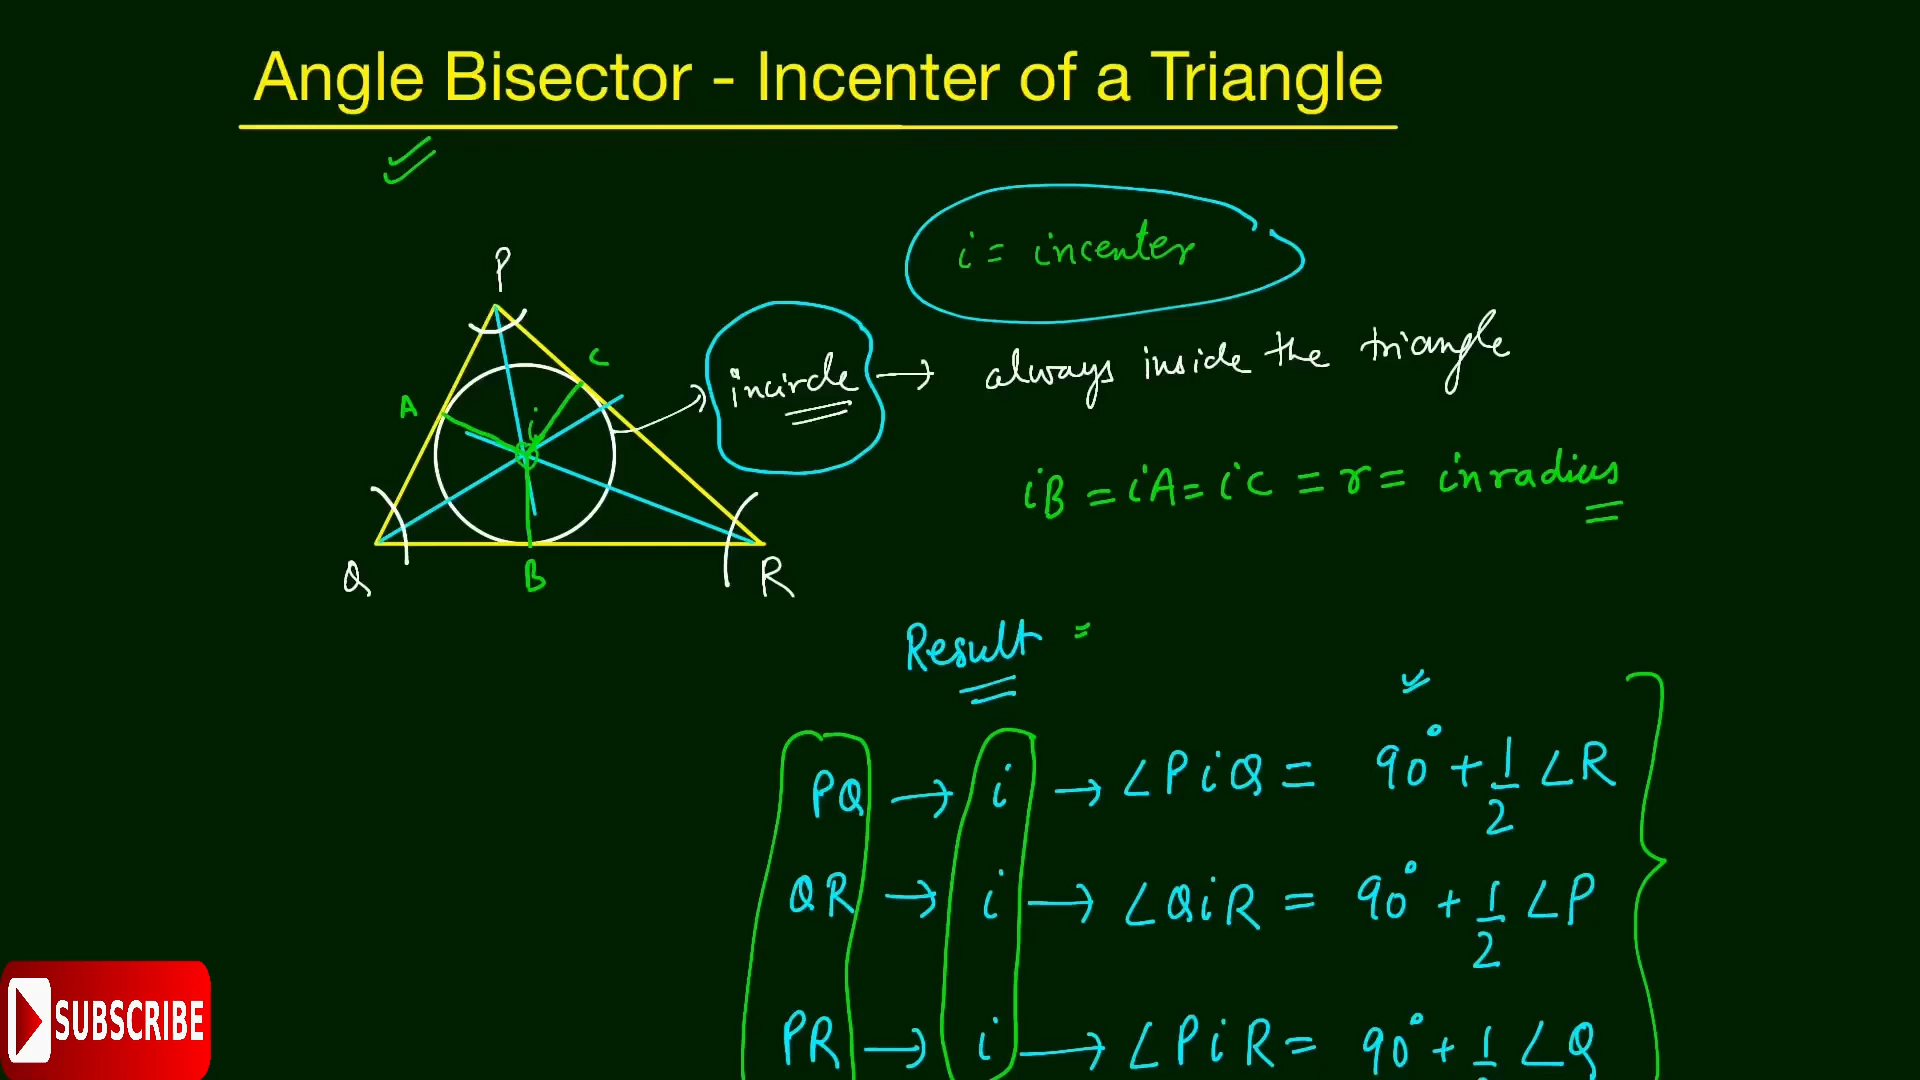 Angle Bisector - Incenter of a Triangle
i = incenter
P
C
incircle → always inside the triangle
A
i
iB = iA = iC = r = inradius
Q
B
R
Result =
PQ → i → ∠PiQ = 90° + 1/2 ∠R
QR → i → ∠QiR = 90° + 1/2 ∠P
PR → i → ∠PiR = 90° + 1/2 ∠Q
SUBSCRIBE